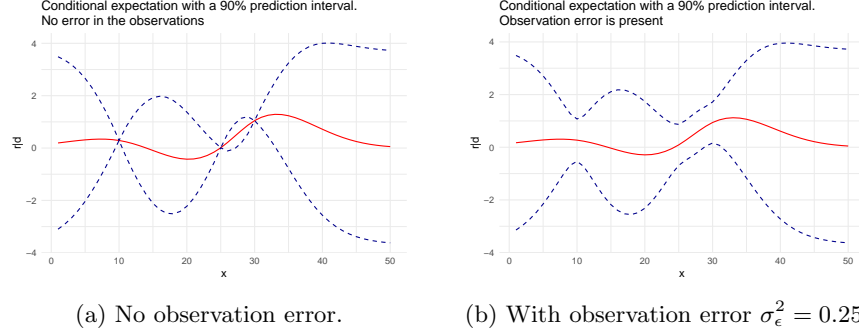 Conditional expectation with a 90% prediction interval.
No error in the observations
4
2
0
−2
−4
r|d
0
10
20
30
40
50
x
(a) No observation error.
Conditional expectation with a 90% prediction interval.
Observation error is present
4
2
0
−2
−4
r|d
0
10
20
30
40
50
x
(b) With observation error σ²ϵ = 0.25